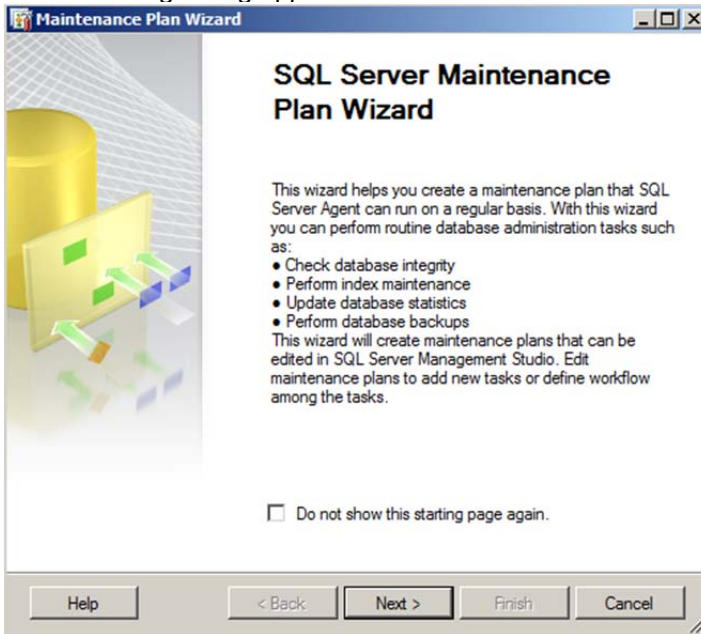 Maintenance Plan Wizard
SQL Server Maintenance
Plan Wizard
This wizard helps you create a maintenance plan that SQL
Server Agent can run on a regular basis. With this wizard
you can perform routine database administration tasks such
as:
● Check database integrity
● Perform index maintenance
● Update database statistics
● Perform database backups
This wizard will create maintenance plans that can be
edited in SQL Server Management Studio. Edit
maintenance plans to add new tasks or define workflow
among the tasks.
Do not show this starting page again.
Help < Back Next > Finish Cancel